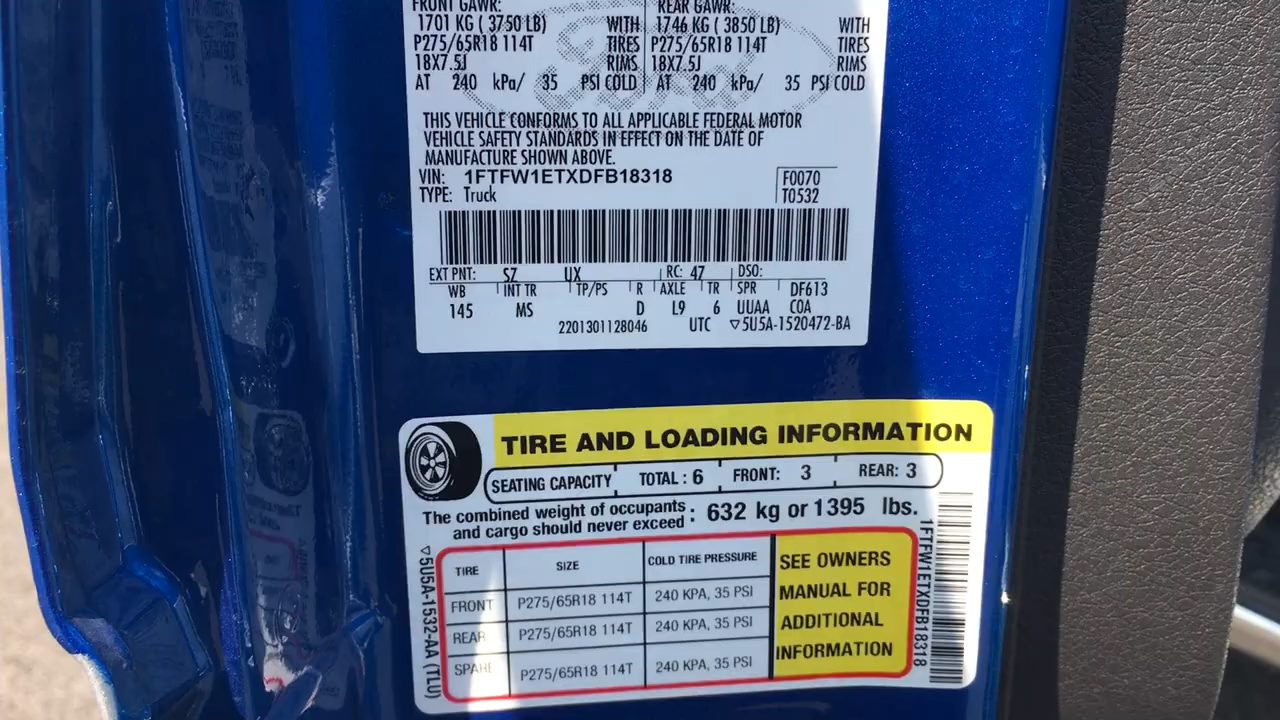 FRONT GAWR: REAR GAWR:
1701 KG ( 3750 LB) WITH 1746 KG ( 3850 LB) WITH
P275/65R18 114T TIRES P275/65R18 114T TIRES
18X7.5J RIMS 18X7.5J RIMS
AT 240 kPa/ 35 PSI COLD AT 240 kPa/ 35 PSI COLD
Ford
THIS VEHICLE CONFORMS TO ALL APPLICABLE FEDERAL MOTOR
VEHICLE SAFETY STANDARDS IN EFFECT ON THE DATE OF
MANUFACTURE SHOWN ABOVE.
VIN: 1FTFW1ETXDFB18318 F0070
TYPE: Truck T0532
EXT PNT: SZ UX RC: 47 DSO:
WB INT TR TP/PS R AXLE TR SPR DF613
145 MS D L9 6 UUAA COA
2201301128046 UTC ▽5U5A-1520472-BA
TIRE AND LOADING INFORMATION
SEATING CAPACITY TOTAL : 6 FRONT: 3 REAR: 3
The combined weight of occupants
and cargo should never exceed : 632 kg or 1395 lbs.
TIRE SIZE COLD TIRE PRESSURE
FRONT P275/65R18 114T 240 KPA, 35 PSI
REAR P275/65R18 114T 240 KPA, 35 PSI
SPARE P275/65R18 114T 240 KPA, 35 PSI
SEE OWNERS
MANUAL FOR
ADDITIONAL
INFORMATION
▽5U5A-1532-AA (TLU)
1FTFW1ETXDFB18318